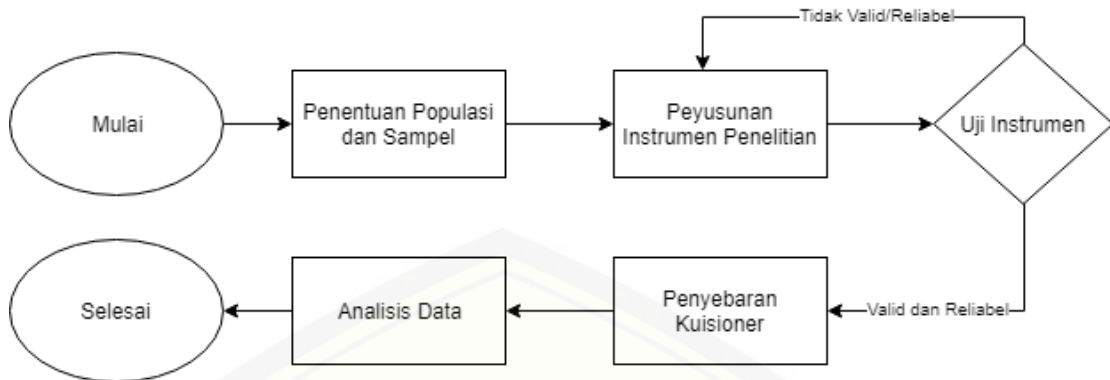 Tidak Valid/Reliabel
Mulai
Penentuan Populasi
dan Sampel
Peyusunan
Instrumen Penelitian
Uji Instrumen
Valid dan Reliabel
Penyebaran
Kuisioner
Analisis Data
Selesai